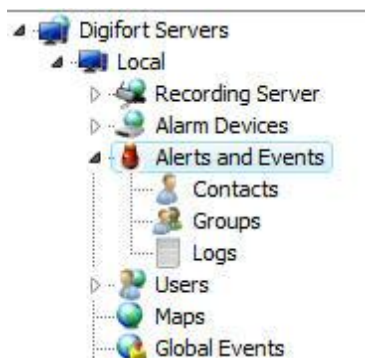 Digifort Servers
Local
Recording Server
Alarm Devices
Alerts and Events
Contacts
Groups
Logs
Users
Maps
Global Events